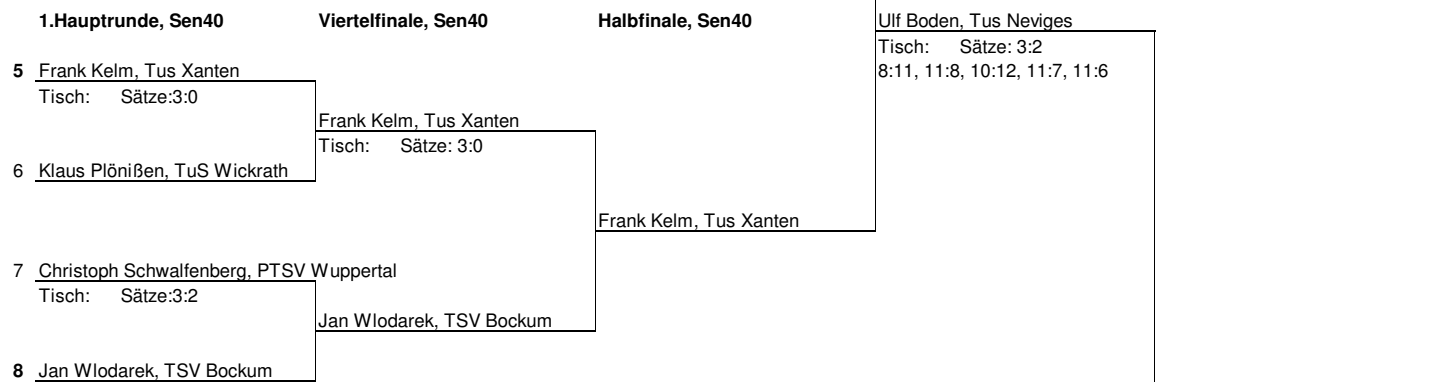 1.Hauptrunde, Sen40 Viertelfinale, Sen40 Halbfinale, Sen40 Ulf Boden, Tus Neviges
Tisch: Sätze: 3:2
5 Frank Kelm, Tus Xanten 8:11, 11:8, 10:12, 11:7, 11:6
Tisch: Sätze:3:0
Frank Kelm, Tus Xanten
Tisch: Sätze: 3:0
6 Klaus Plönißen, TuS Wickrath
Frank Kelm, Tus Xanten
7 Christoph Schwalfenberg, PTSV Wuppertal
Tisch: Sätze:3:2
Jan Wlodarek, TSV Bockum
8 Jan Wlodarek, TSV Bockum